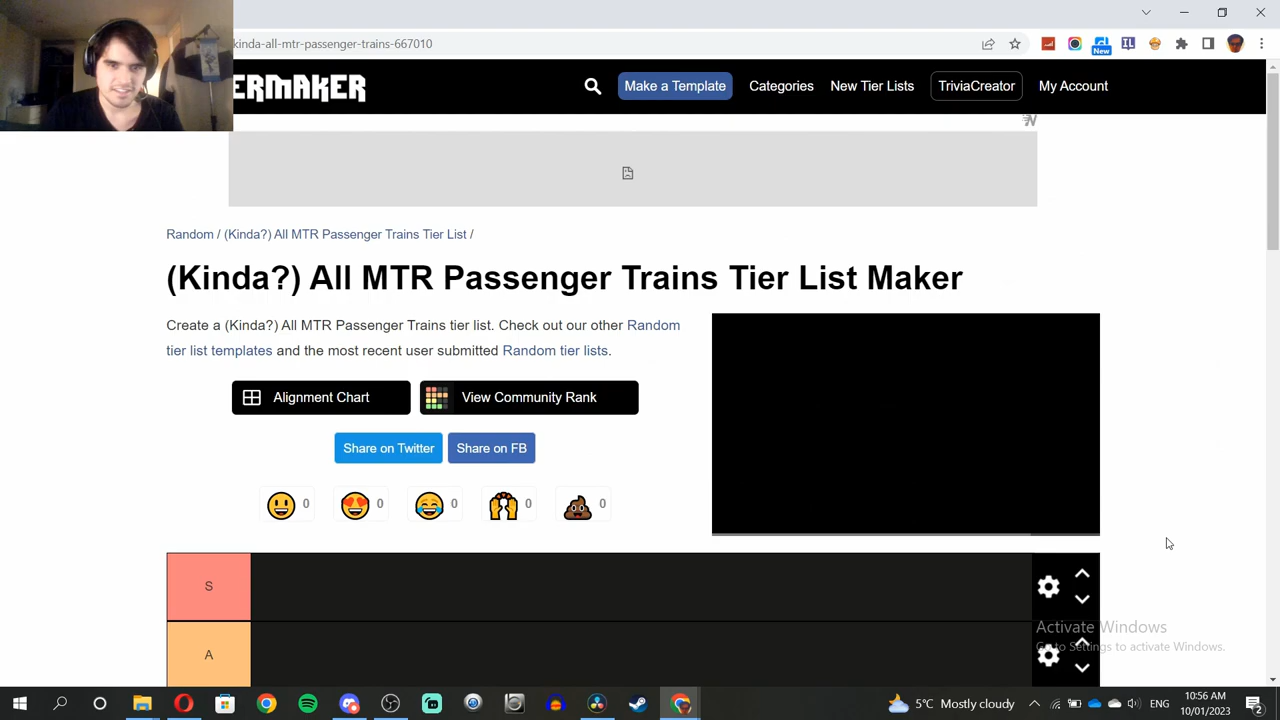 kinda-all-mtr-passenger-trains-667010
New
ERMAKER
Make a Template
Categories
New Tier Lists
TriviaCreator
My Account
Random / (Kinda?) All MTR Passenger Trains Tier List /
(Kinda?) All MTR Passenger Trains Tier List Maker
Create a (Kinda?) All MTR Passenger Trains tier list. Check out our other Random
tier list templates and the most recent user submitted Random tier lists.
Alignment Chart
View Community Rank
Share on Twitter
Share on FB
0
0
0
0
0
S
A
Activate Windows
Go to Settings to activate Windows.
5°C Mostly cloudy
ENG
10:56 AM
10/01/2023
2